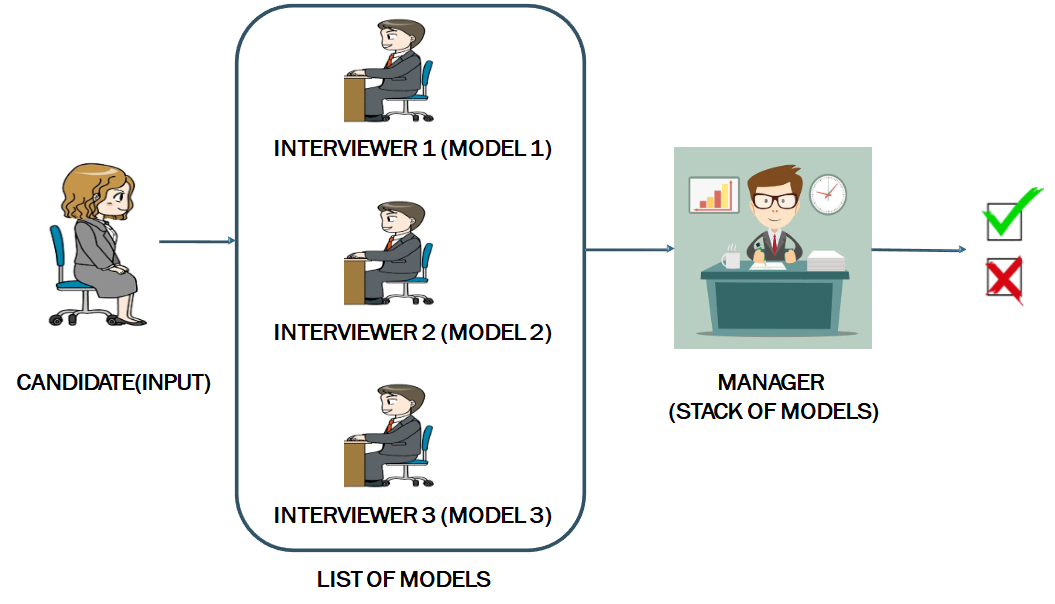 INTERVIEWER 1 (MODEL 1)
INTERVIEWER 2 (MODEL 2)
CANDIDATE(INPUT)
MANAGER
(STACK OF MODELS)
INTERVIEWER 3 (MODEL 3)
LIST OF MODELS